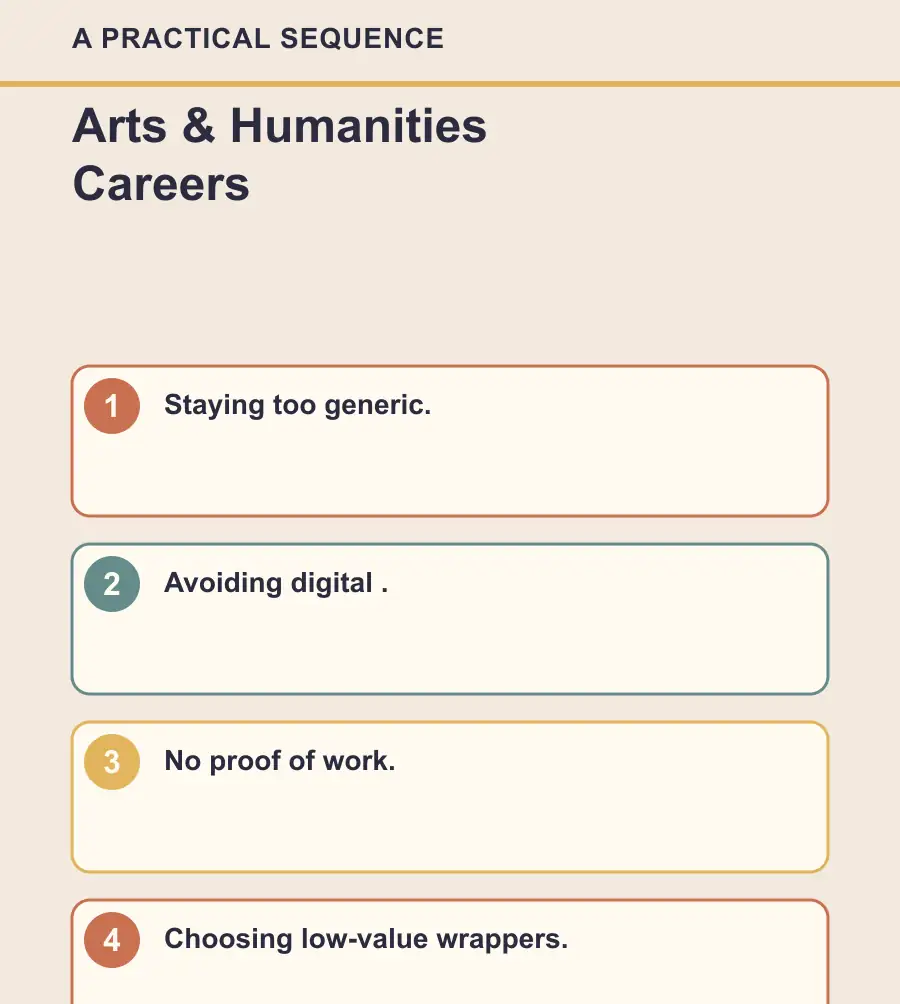 A PRACTICAL SEQUENCE
Arts & Humanities
Careers
1
Staying too generic.
2
Avoiding digital .
3
No proof of work.
4
Choosing low-value wrappers.